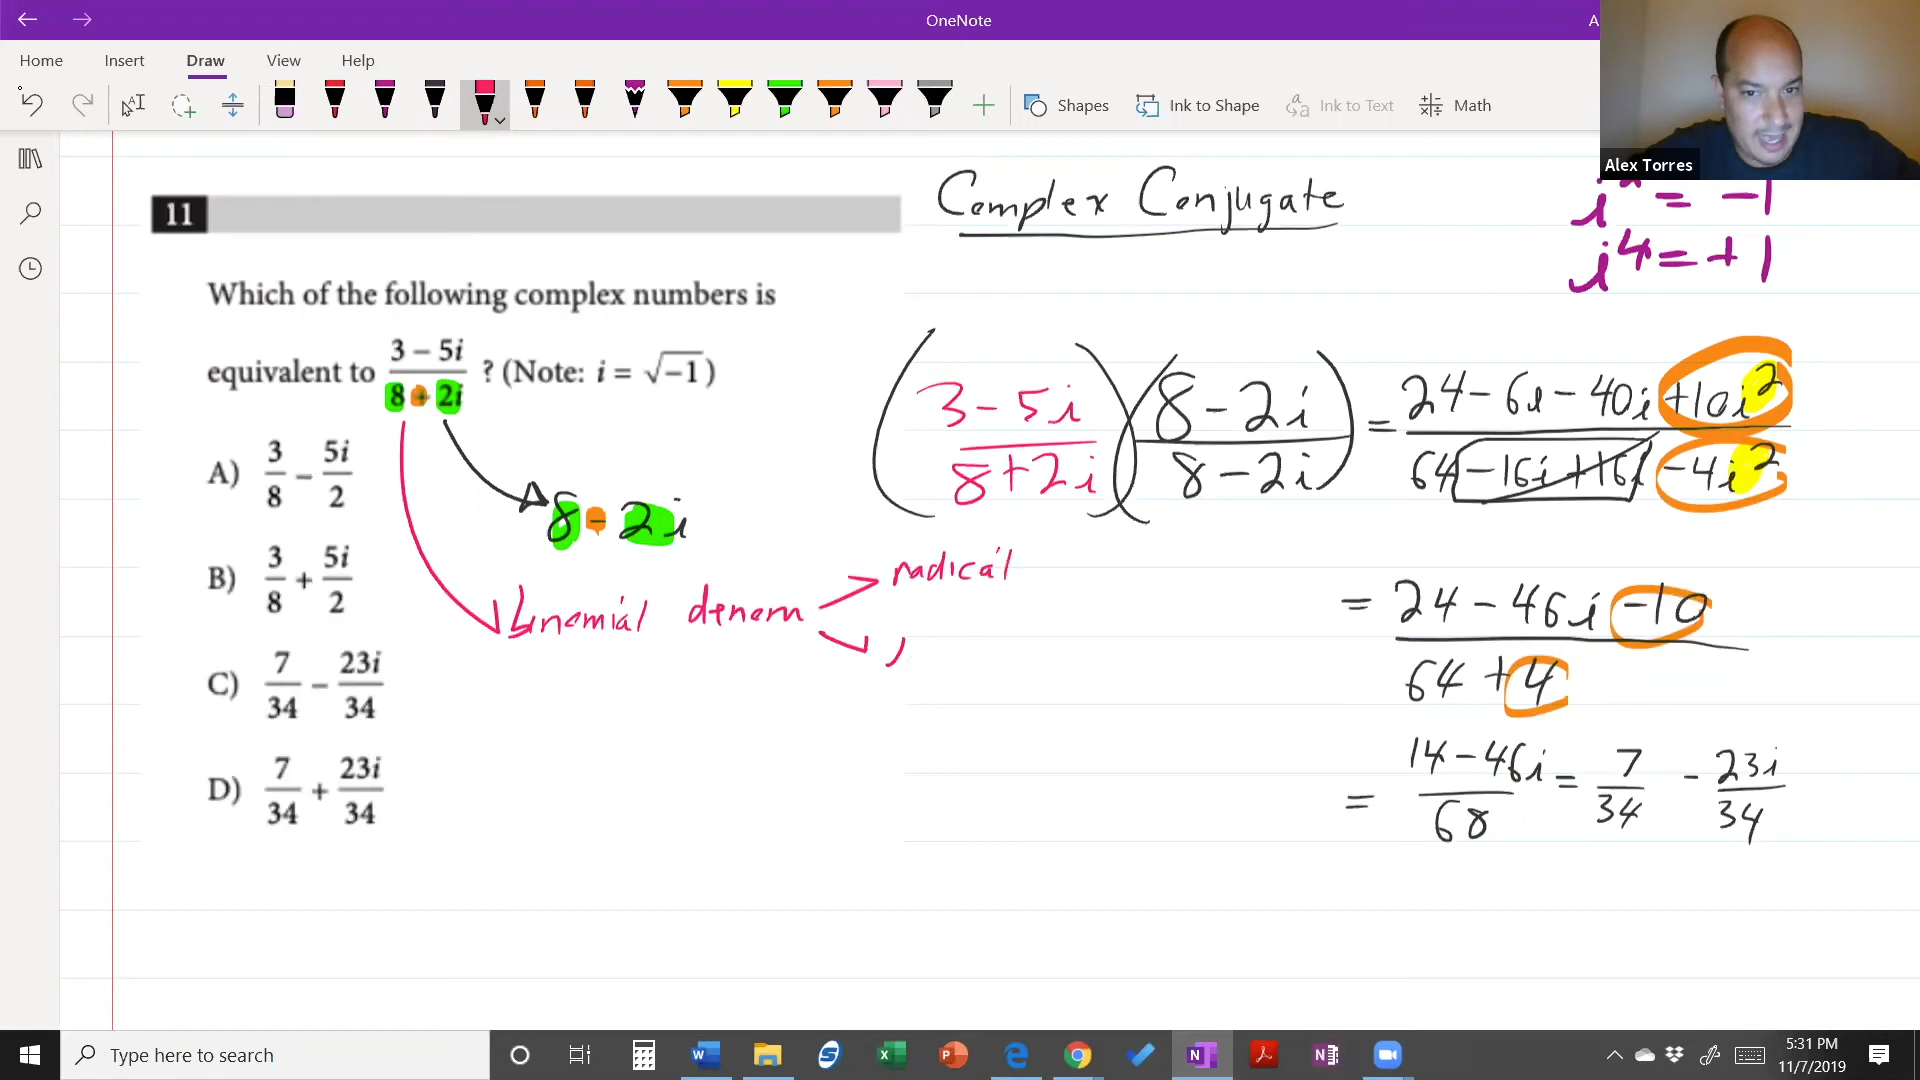 OneNote
Home Insert Draw View Help
Shapes Ink to Shape Ink to Text Math
Alex Torres
= -1
i⁴ = +1
Complex Conjugate
11
Which of the following complex numbers is
equivalent to (3 − 5i)/(8 + 2i) ? (Note: i = √−1)
A) 3/8 − 5i/2
B) 3/8 + 5i/2
C) 7/34 − 23i/34
D) 7/34 + 23i/34
8 - 2i
binomial denom
radical
((3 - 5i)/(8 + 2i)) ((8 - 2i)/(8 - 2i)) = (24 - 6i - 40i + 10i²)/(64 - 16i + 16i - 4i²)
= (24 - 46i - 10)/(64 + 4)
= (14 - 46i)/68 = 7/34 - 23i/34
Type here to search
5:31 PM
11/7/2019